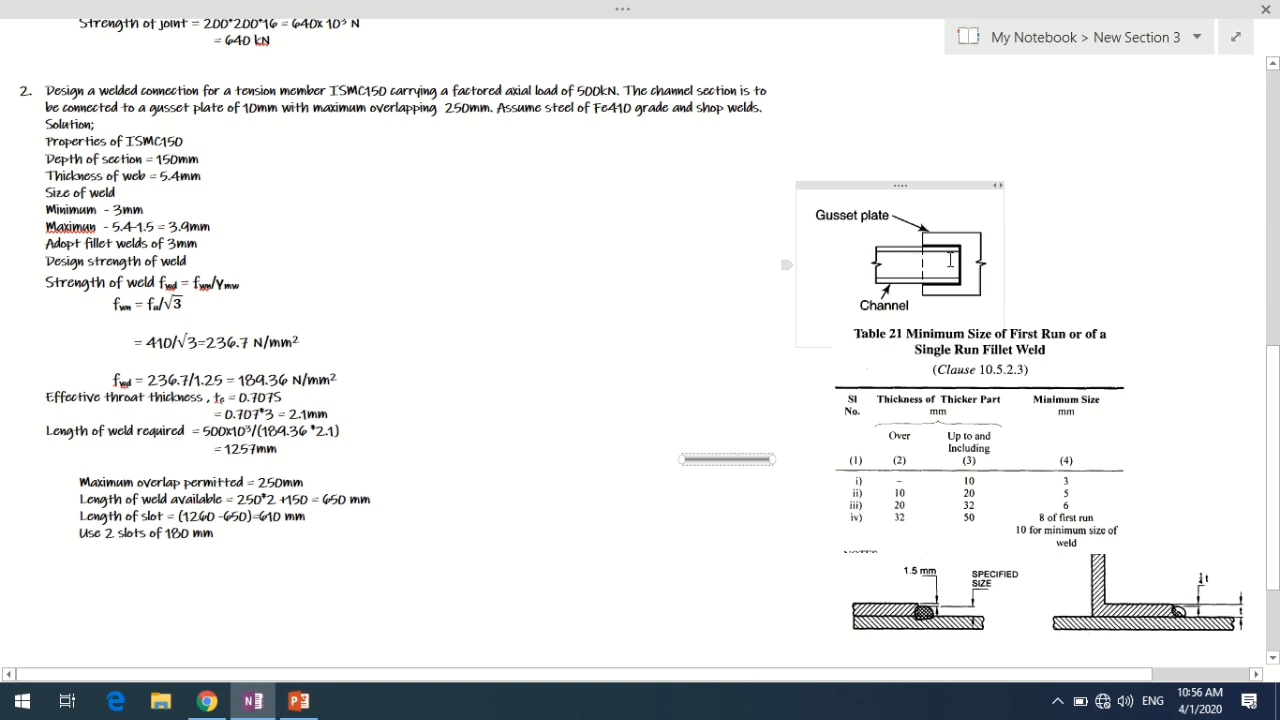 Strength of joint = 200*200*16 = 640x 10³ N
= 640 kN
My Notebook > New Section 3
2. Design a welded connection for a tension member ISMC150 carrying a factored axial load of 500kN. The channel section is to
be connected to a gusset plate of 10mm with maximum overlapping 250mm. Assume steel of Fe410 grade and shop welds.
Solution;
Properties of ISMC150
Depth of section = 150mm
Thickness of web = 5.4mm
Size of weld
Minimum - 3mm
Maximun - 5.4-1.5 = 3.9mm
Adopt fillet welds of 3mm
Design strength of weld
Strength of weld fwd = fwn/γmw
fwn = fu/√3
= 410/√3=236.7 N/mm²
fwd = 236.7/1.25 = 189.36 N/mm²
Effective throat thickness , te = 0.707S
= 0.707*3 = 2.1mm
Length of weld required = 500x10³/(189.36 *2.1)
= 1257mm
Maximum overlap permitted = 250mm
Length of weld available = 250*2 +150 = 650 mm
Length of slot = (1260 -650)=610 mm
Use 2 slots of 180 mm
Gusset plate
Channel
Table 21 Minimum Size of First Run or of a
Single Run Fillet Weld
(Clause 10.5.2.3)
Sl No. Thickness of Thicker Part mm Minimum Size mm
Over Up to and Including
(1) (2) (3) (4)
i) – 10 3
ii) 10 20 5
iii) 20 32 6
iv) 32 50 8 of first run
10 for minimum size of
weld
1.5 mm
SPECIFIED
SIZE
t
t
ENG
10:56 AM
4/1/2020